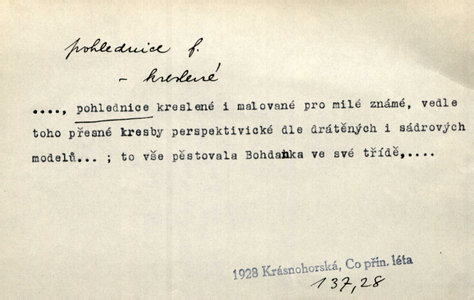 pohlednice f.
- kreslené
...., pohlednice kreslené i malované pro milé známé, vedle
toho přesné kresby perspektivické dle drátěných i sádrových
modelů... ; to vše pěstovala Bohdanka ve své třídě,....
1928 Krásnohorská, Co přin. léta
137,28